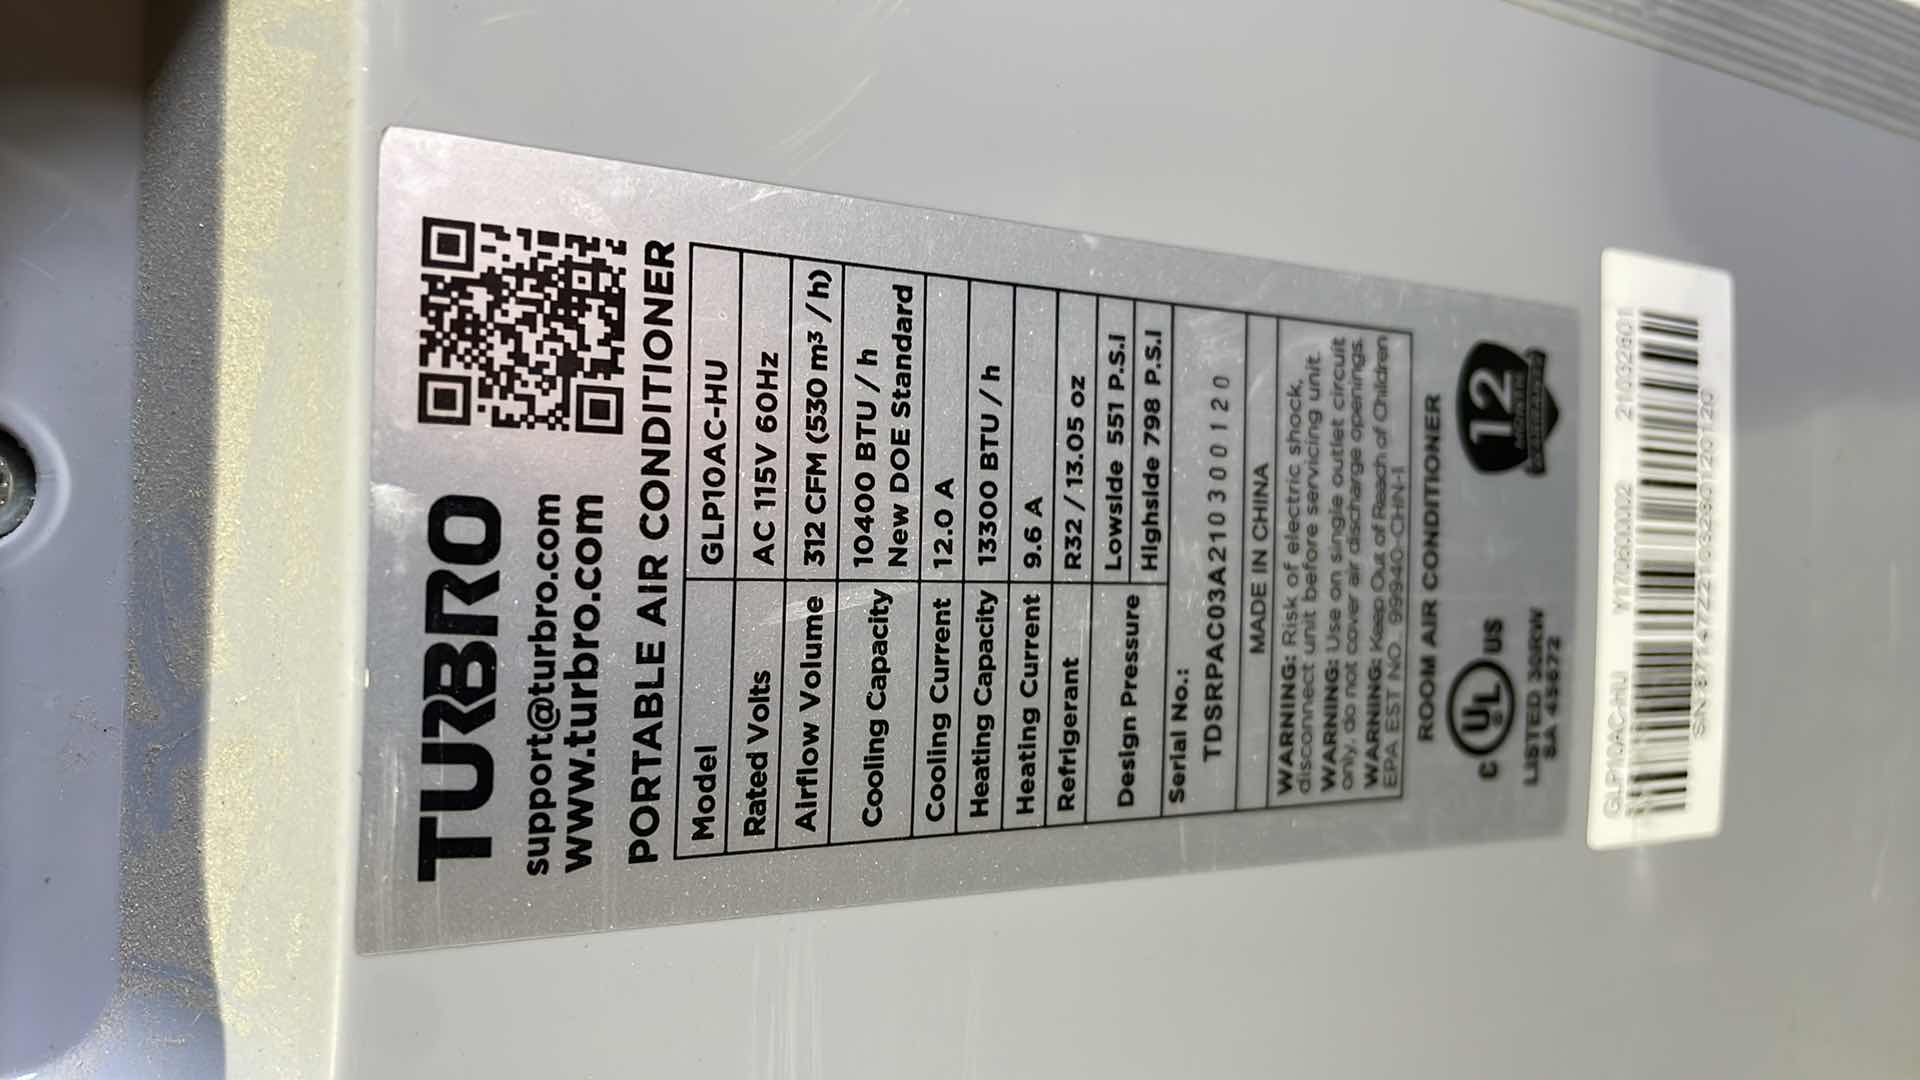 TURBRO
support@turbro.com
www.turbro.com
PORTABLE AIR CONDITIONER
Model GLP10AC-HU
Rated Volts AC 115V 60Hz
Airflow Volume 312 CFM (530 m³ /h)
Cooling Capacity 10400 BTU / h
New DOE Standard
Cooling Current 12.0 A
Heating Capacity 13300 BTU / h
Heating Current 9.6 A
Refrigerant R32 / 13.05 oz
Design Pressure Lowside 551 P.S.I
Highside 798 P.S.I
Serial No.:
TDSRPAC03A210300120
MADE IN CHINA
WARNING: Risk of electric shock,
disconnect unit before servicing unit.
WARNING: Use on single outlet circuit
only, do not cover air discharge openings.
WARNING: Keep Out of Reach of Children
EPA EST NO. 99940-CHN-1
ROOM AIR CONDITIONER
C UL US
12
MONTH
LISTED 30KW
SA 45672
GLP10AC-HU